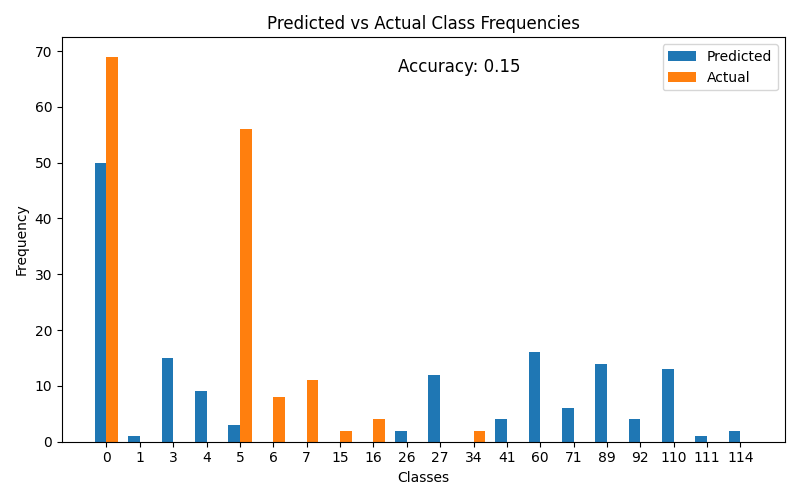 Predicted vs Actual Class Frequencies
Accuracy: 0.15
Predicted
Actual
Frequency
70
60
50
40
30
20
10
0
0 1 3 4 5 6 7 15 16 26 27 34 41 60 71 89 92 110 111 114
Classes